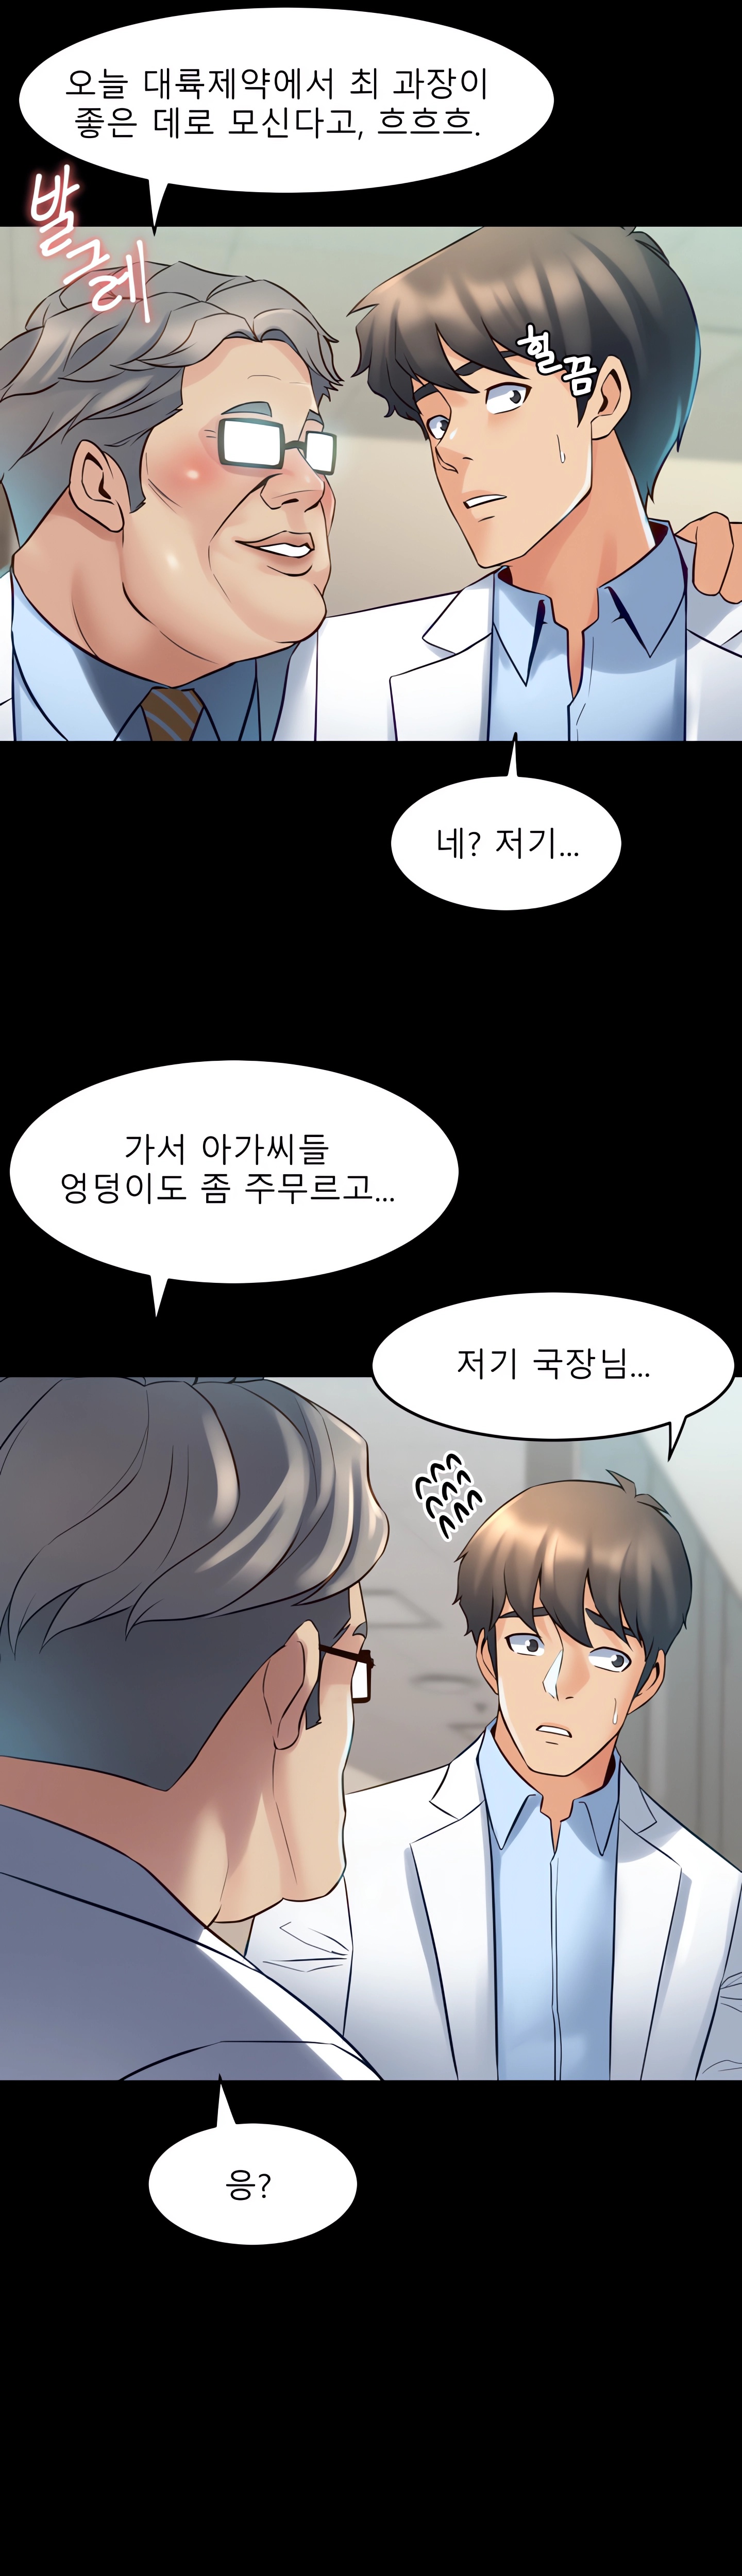 오늘 대륙제약에서 최 과장이
좋은 데로 모신다고, 흐흐흐.
발그레
힐끔
네? 저기...
가서 아가씨들
엉덩이도 좀 주무르고...
저기 국장님...
응?